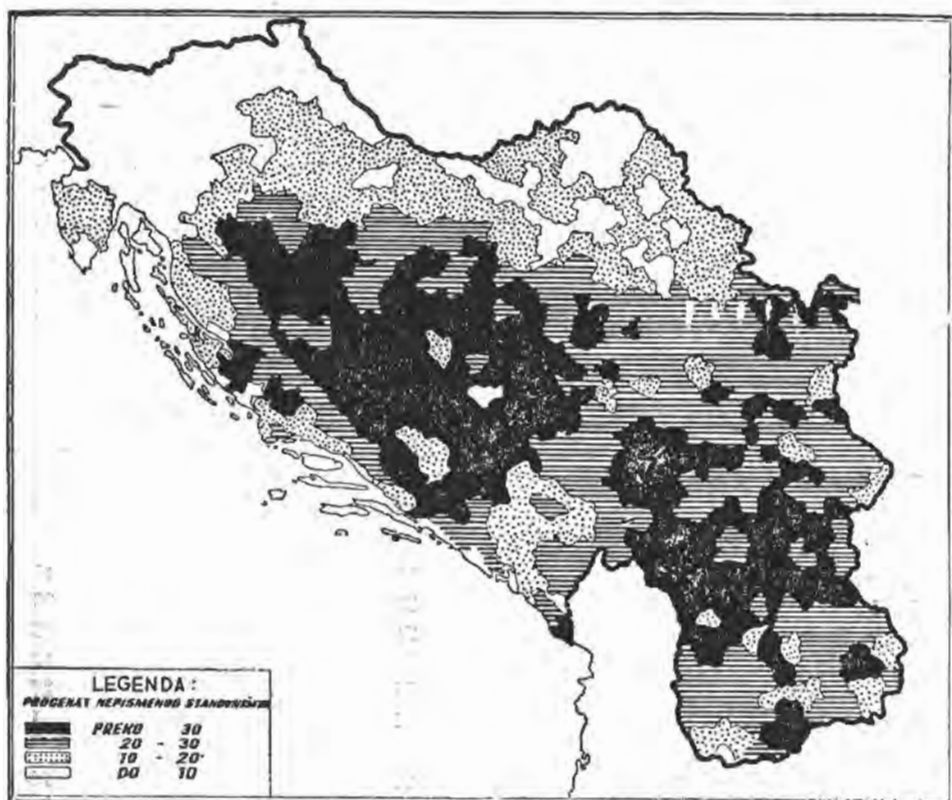 LEGENDA:
PROCENAT NEPISMENOG STANOVNIŠTVA
PREKO 30
20 - 30
10 - 20
DO 10